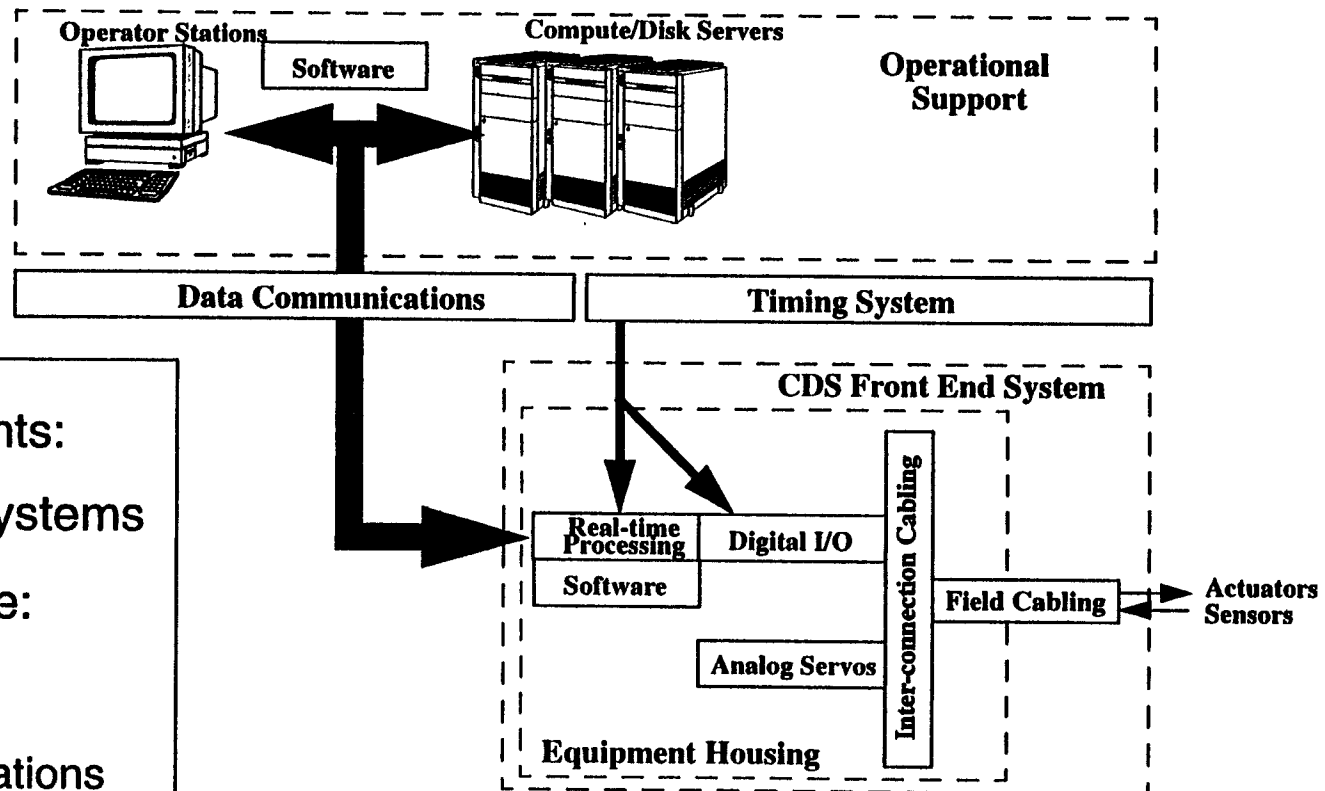 Operator Stations
Software
Compute/Disk Servers
Operational
Support
Data Communications
Timing System
nts:
ystems
e:
ations
CDS Front End System
Real-time
Processing
Digital I/O
Software
Analog Servos
Inter-connection Cabling
Field Cabling
Actuators
Sensors
Equipment Housing